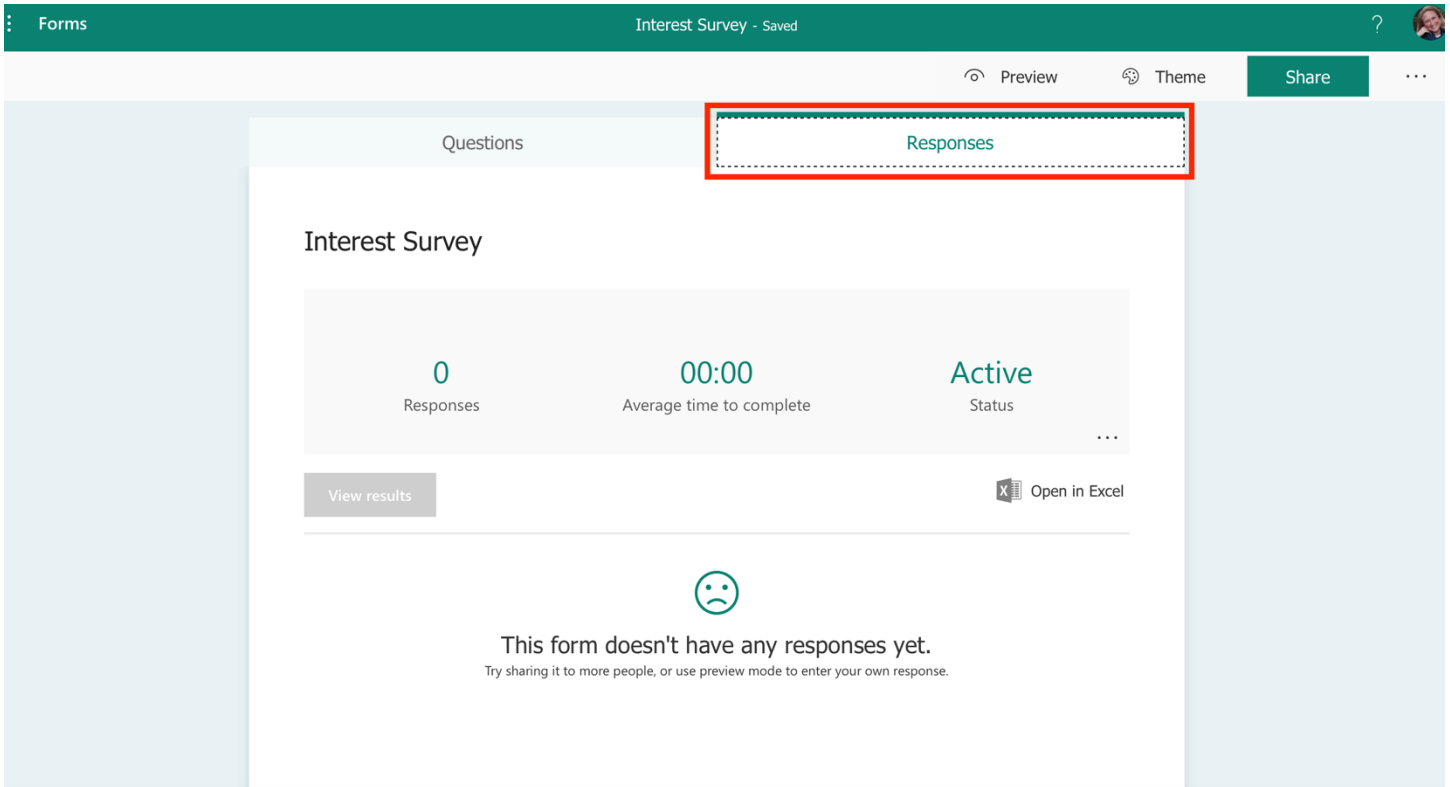 Forms
Interest Survey - Saved
?
Preview
Theme
Share
...
Questions
Responses
Interest Survey
0
00:00
Active
Responses
Average time to complete
Status
...
View results
X
Open in Excel
This form doesn't have any responses yet.
Try sharing it to more people, or use preview mode to enter your own response.